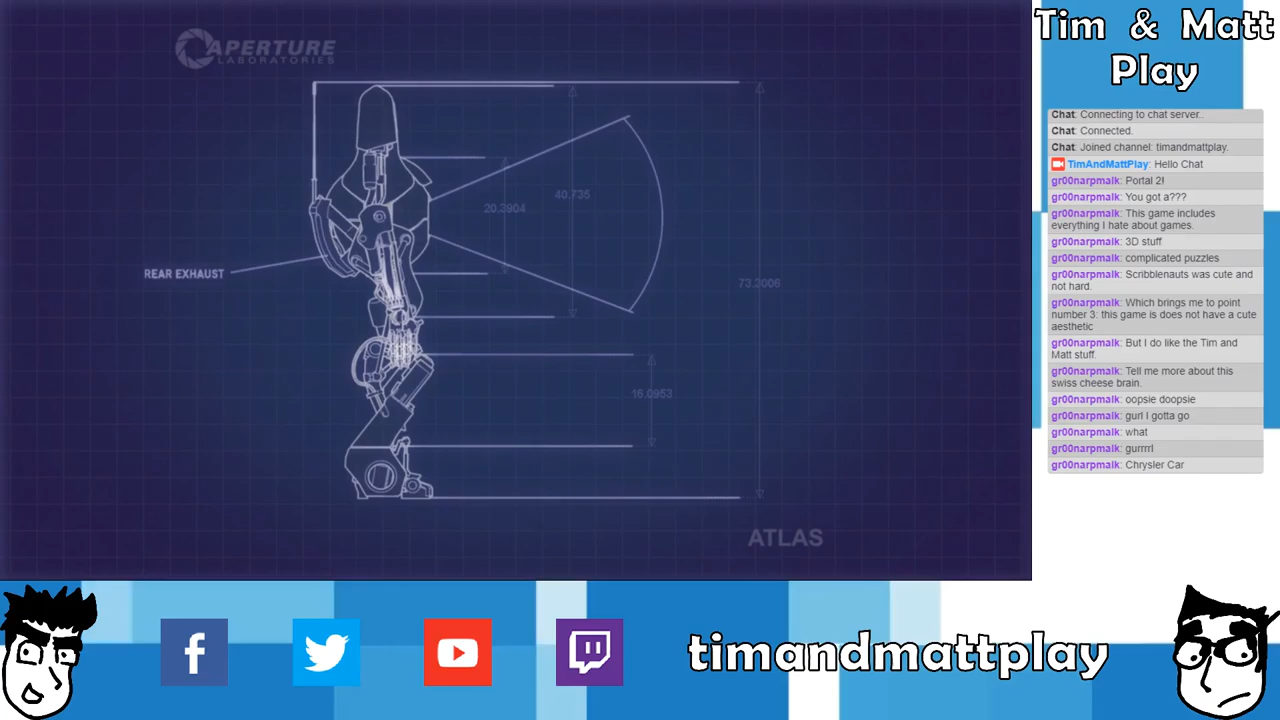 APERTURE
LABORATORIES
20.3904
40.735
REAR EXHAUST
73.2006
16.0953
ATLAS
Tim & Matt
Play
Chat: Connecting to chat server..
Chat: Connected.
Chat: Joined channel: timandmattplay.
TimAndMattPlay: Hello Chat
gr00narpmalk: Portal 2!
gr00narpmalk: You got a???
gr00narpmalk: This game includes
everything I hate about games.
gr00narpmalk: 3D stuff
gr00narpmalk: complicated puzzles
gr00narpmalk: Scribblenauts was cute and
not hard.
gr00narpmalk: Which brings me to point
number 3: this game is does not have a cute
aesthetic
gr00narpmalk: But I do like the Tim and
Matt stuff.
gr00narpmalk: Tell me more about this
swiss cheese brain.
gr00narpmalk: oopsie doopsie
gr00narpmalk: gurl I gotta go
gr00narpmalk: what
gr00narpmalk: gurrrrl
gr00narpmalk: Chrysler Car
timandmattplay